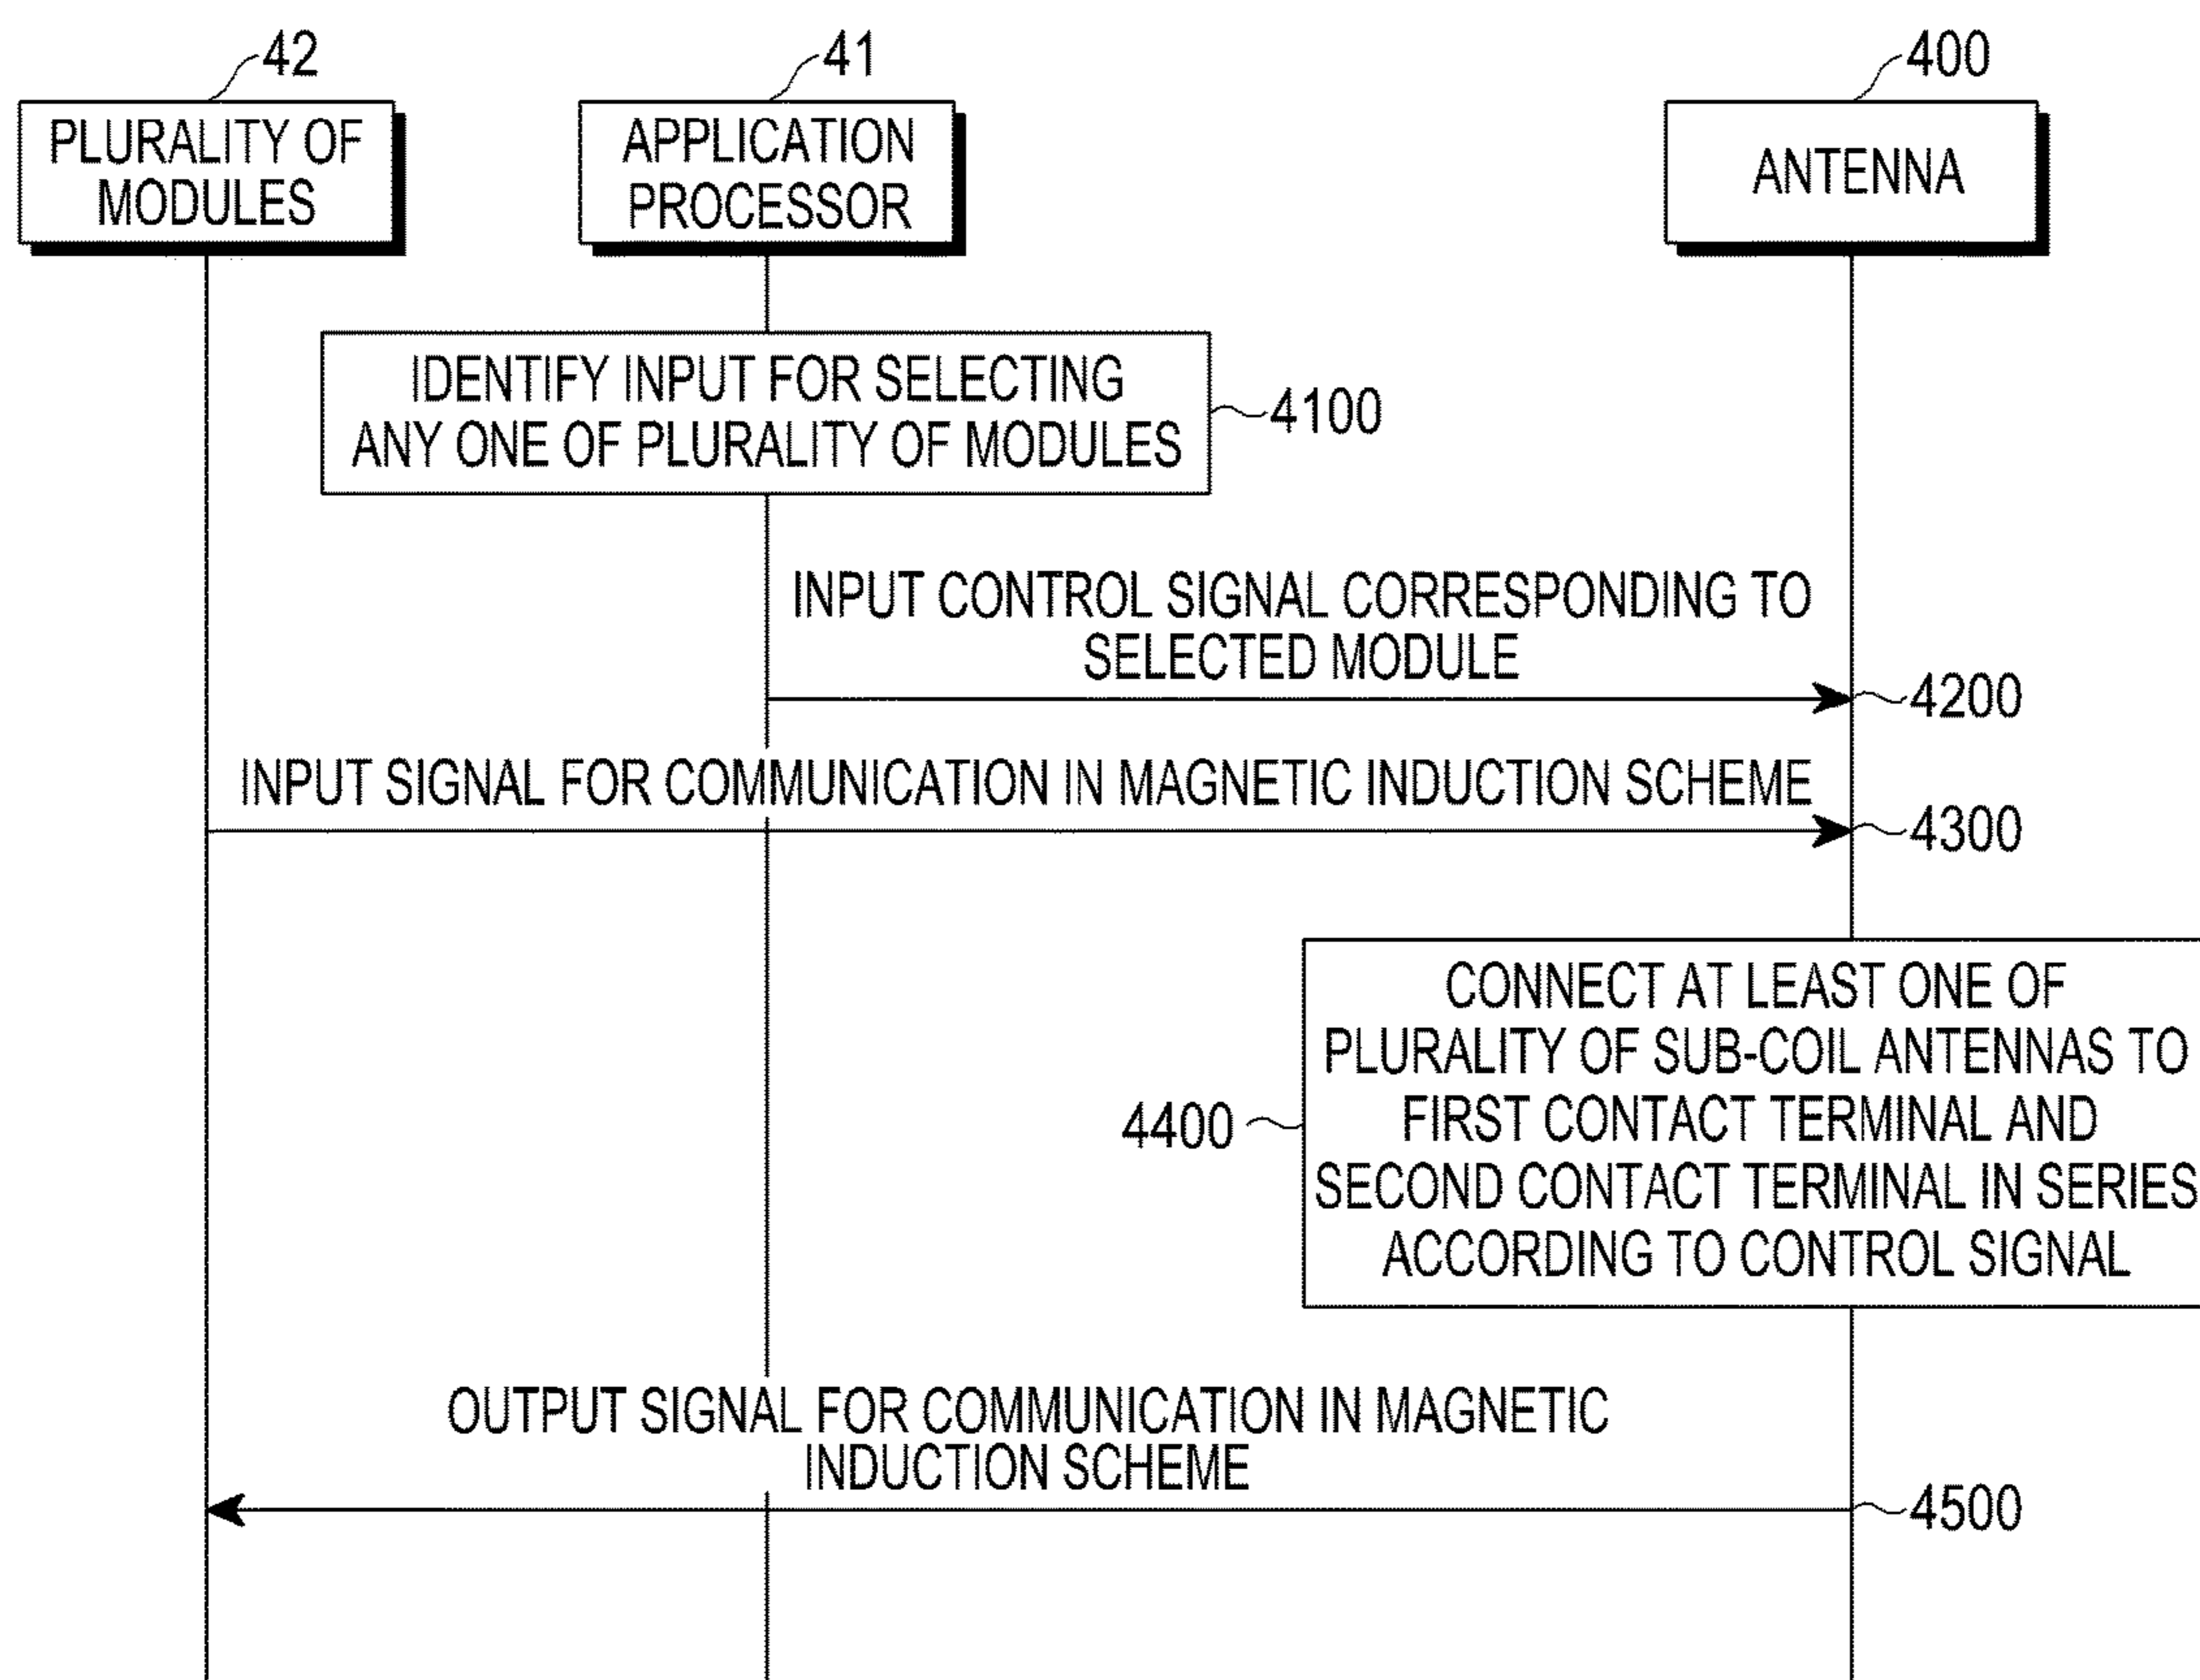 42
41
400
PLURALITY OF
MODULES
APPLICATION
PROCESSOR
ANTENNA
IDENTIFY INPUT FOR SELECTING
ANY ONE OF PLURALITY OF MODULES
4100
INPUT CONTROL SIGNAL CORRESPONDING TO
SELECTED MODULE
4200
INPUT SIGNAL FOR COMMUNICATION IN MAGNETIC INDUCTION SCHEME
4300
CONNECT AT LEAST ONE OF
PLURALITY OF SUB-COIL ANTENNAS TO
FIRST CONTACT TERMINAL AND
SECOND CONTACT TERMINAL IN SERIES
ACCORDING TO CONTROL SIGNAL
4400
OUTPUT SIGNAL FOR COMMUNICATION IN MAGNETIC
INDUCTION SCHEME
4500